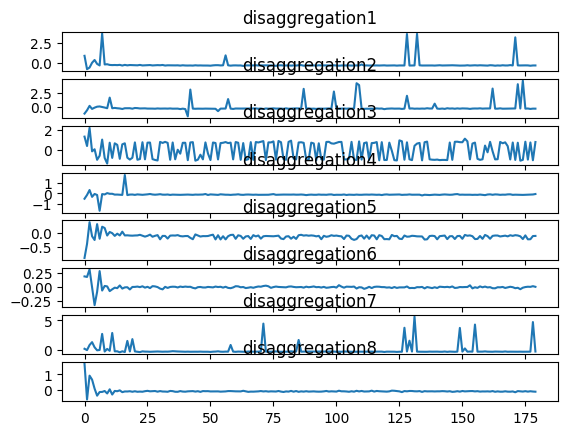 disaggregation1
2.5
0.0
disaggregation2
2.5
0.0
disaggregation3
2
0
disaggregation4
1
0
−1
disaggregation5
0.0
−0.5
disaggregation6
0.25
0.00
−0.25
disaggregation7
5
0
disaggregation8
1
0
0 25 50 75 100 125 150 175